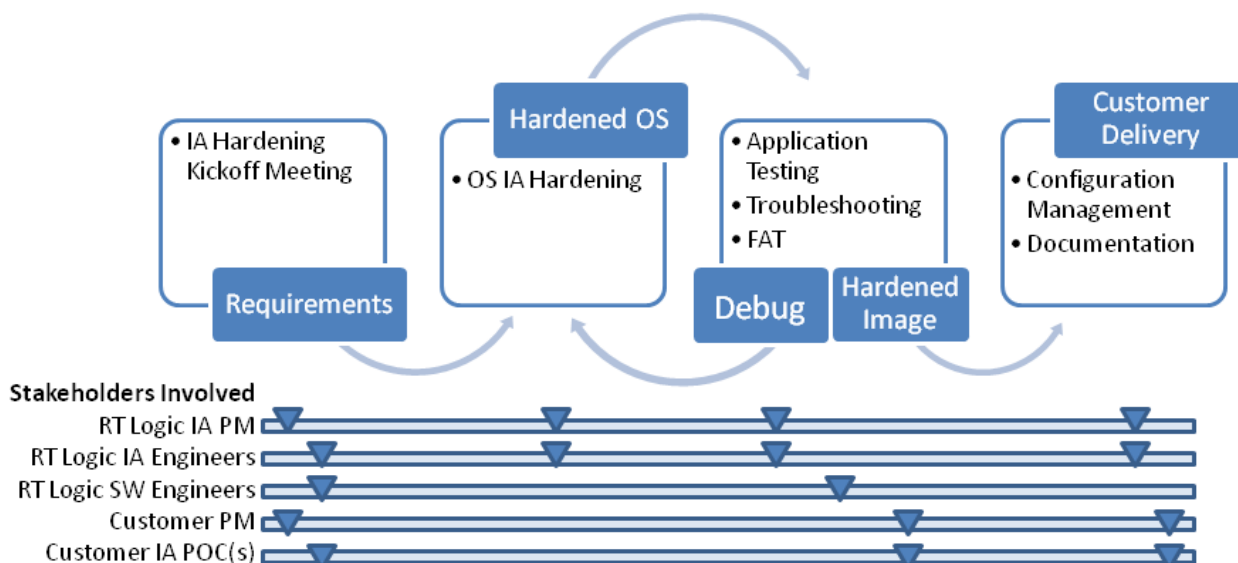 • IA Hardening
Kickoff Meeting
Requirements
Hardened OS
• OS IA Hardening
• Application
Testing
• Troubleshooting
• FAT
Debug
Hardened
Image
Customer
Delivery
• Configuration
Management
• Documentation
Stakeholders Involved
RT Logic IA PM
RT Logic IA Engineers
RT Logic SW Engineers
Customer PM
Customer IA POC(s)